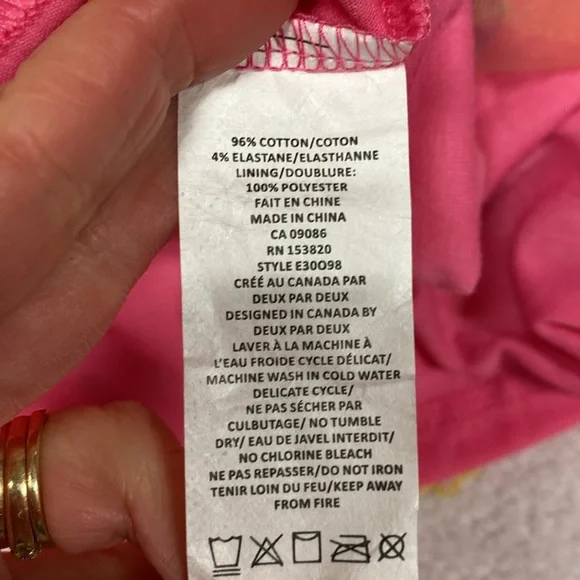 96% COTTON/COTON
4% ELASTANE/ELASTHANNE
LINING/DOUBLURE:
100% POLYESTER
FAIT EN CHINE
MADE IN CHINA
CA 09086
RN 153820
STYLE E30O98
CRÉÉ AU CANADA PAR
DEUX PAR DEUX
DESIGNED IN CANADA BY
DEUX PAR DEUX
LAVER À LA MACHINE À
L'EAU FROIDE CYCLE DÉLICAT/
MACHINE WASH IN COLD WATER
DELICATE CYCLE/
NE PAS SÉCHER PAR
CULBUTAGE/ NO TUMBLE
DRY/ EAU DE JAVEL INTERDIT/
NO CHLORINE BLEACH
NE PAS REPASSER/DO NOT IRON
TENIR LOIN DU FEU/KEEP AWAY
FROM FIRE